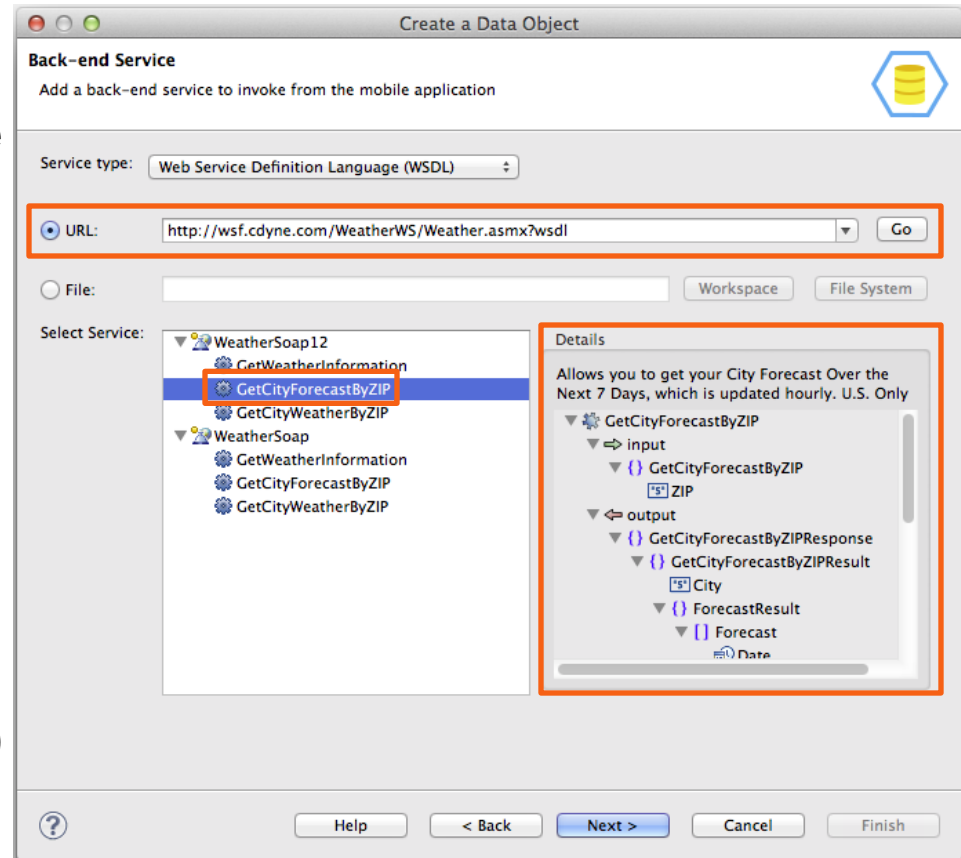 Create a Data Object
Back-end Service
Add a back-end service to invoke from the mobile application
Service type: Web Service Definition Language (WSDL)
URL: http://wsf.cdyne.com/WeatherWS/Weather.asmx?wsdl Go
File: Workspace File System
Select Service:
WeatherSoap12
GetWeatherInformation
GetCityForecastByZIP
GetCityWeatherByZIP
WeatherSoap
GetWeatherInformation
GetCityForecastByZIP
GetCityWeatherByZIP
Details
Allows you to get your City Forecast Over the
Next 7 Days, which is updated hourly. U.S. Only
GetCityForecastByZIP
input
{} GetCityForecastByZIP
"S" ZIP
output
{} GetCityForecastByZIPResponse
{} GetCityForecastByZIPResult
"S" City
{} ForecastResult
[] Forecast
Date
? Help < Back Next > Cancel Finish